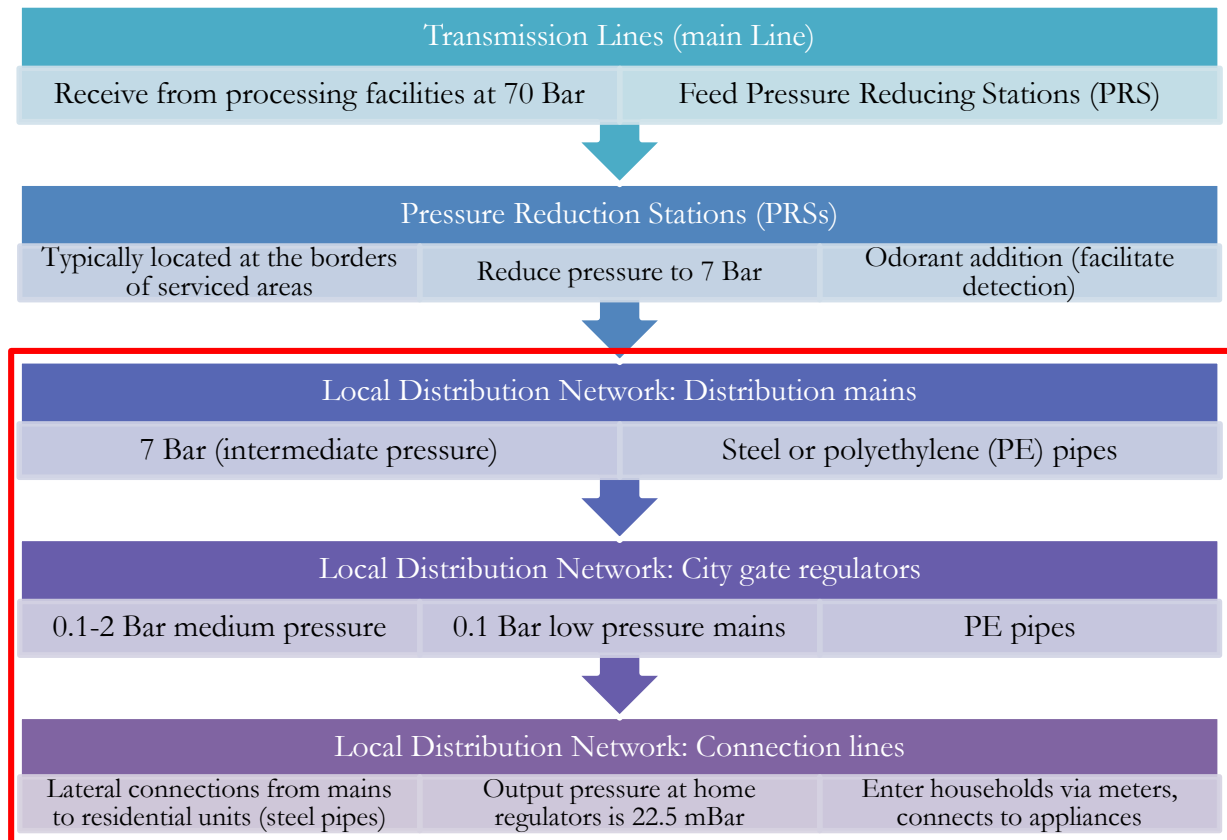 Transmission Lines (main Line)
Receive from processing facilities at 70 Bar
Feed Pressure Reducing Stations (PRS)
Pressure Reduction Stations (PRSs)
Typically located at the borders
of serviced areas
Reduce pressure to 7 Bar
Odorant addition (facilitate
detection)
Local Distribution Network: Distribution mains
7 Bar (intermediate pressure)
Steel or polyethylene (PE) pipes
Local Distribution Network: City gate regulators
0.1-2 Bar medium pressure
0.1 Bar low pressure mains
PE pipes
Local Distribution Network: Connection lines
Lateral connections from mains
to residential units (steel pipes)
Output pressure at home
regulators is 22.5 mBar
Enter households via meters,
connects to appliances